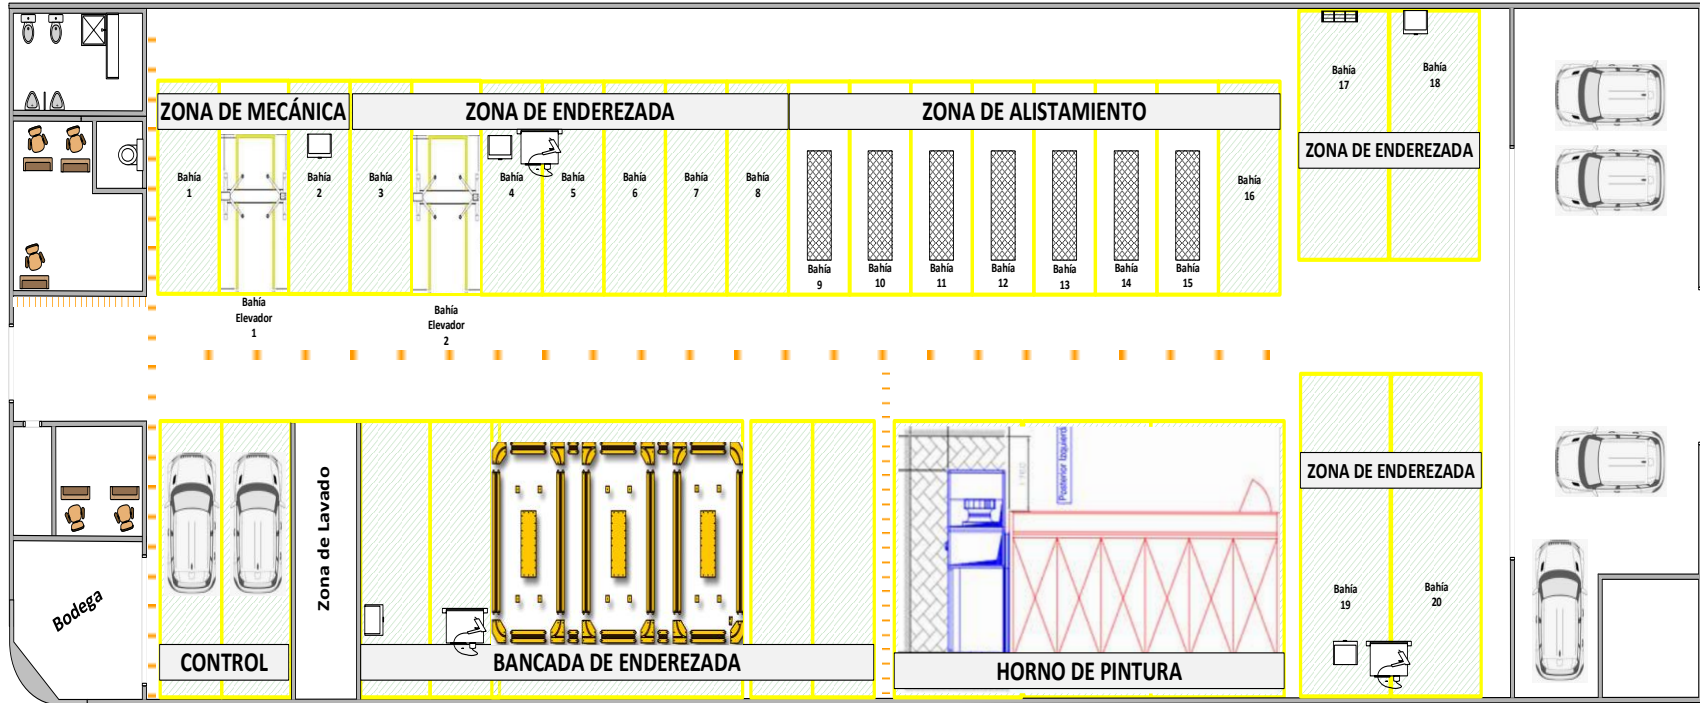 ZONA DE MECÁNICA
ZONA DE ENDEREZADA
ZONA DE ALISTAMIENTO
Bahía
17
Bahía
18
ZONA DE ENDEREZADA
Bahía
1
Bahía
2
Bahía
3
Bahía
4
Bahía
5
Bahía
6
Bahía
7
Bahía
8
Bahía
9
Bahía
10
Bahía
11
Bahía
12
Bahía
13
Bahía
14
Bahía
15
Bahía
16
Bahía
Elevador
1
Bahía
Elevador
2
Bodega
CONTROL
Zona de Lavado
BANCADA DE ENDEREZADA
Posterior Izquierd
HORNO DE PINTURA
ZONA DE ENDEREZADA
Bahía
19
Bahía
20